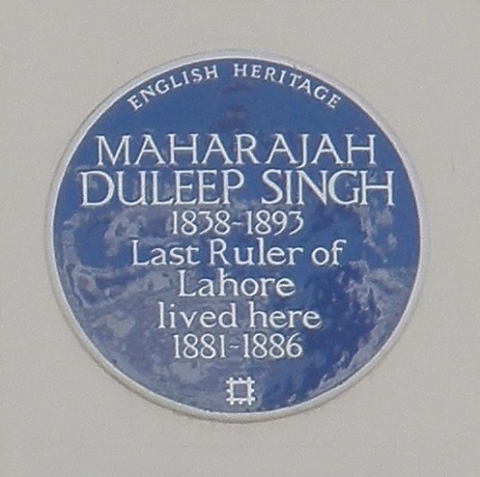 ENGLISH HERITAGE
MAHARAJAH
DULEEP SINGH
1838-1893
Last Ruler of
Lahore
lived here
1881-1886